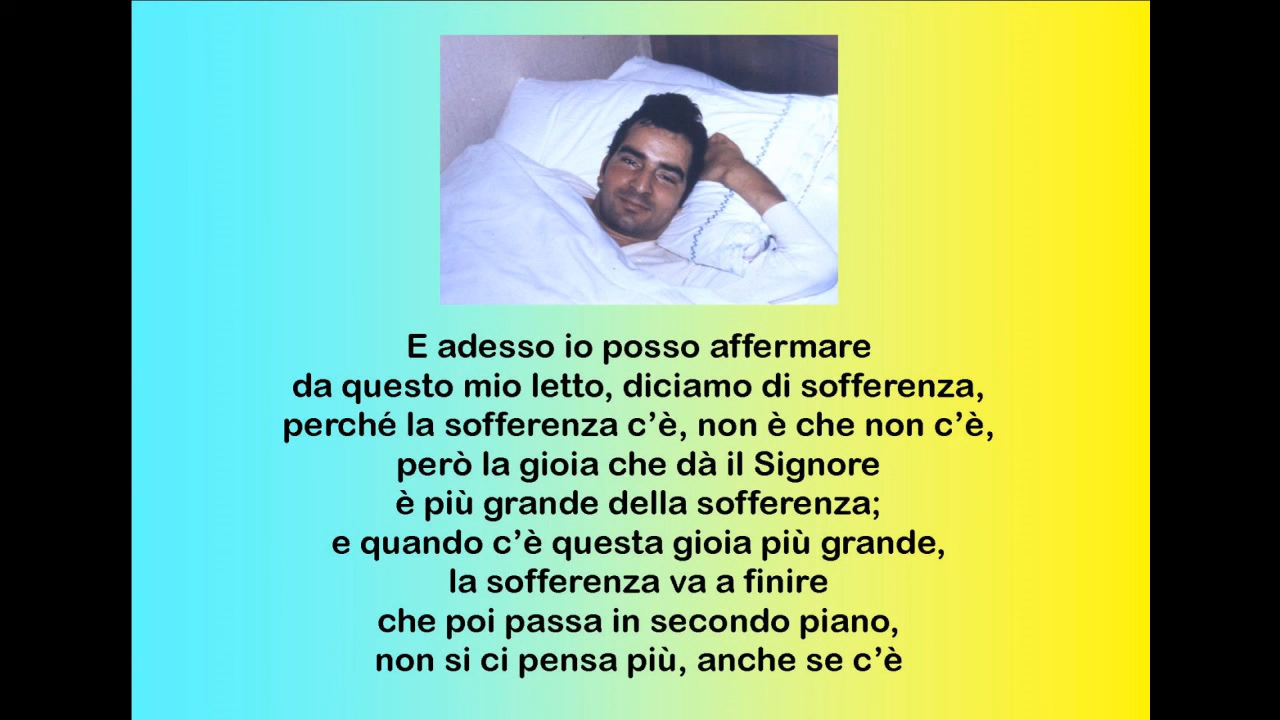 E adesso io posso affermare
da questo mio letto, diciamo di sofferenza,
perché la sofferenza c’è, non è che non c’è,
però la gioia che dà il Signore
è più grande della sofferenza;
e quando c’è questa gioia più grande,
la sofferenza va a finire
che poi passa in secondo piano,
non si ci pensa più, anche se c’è